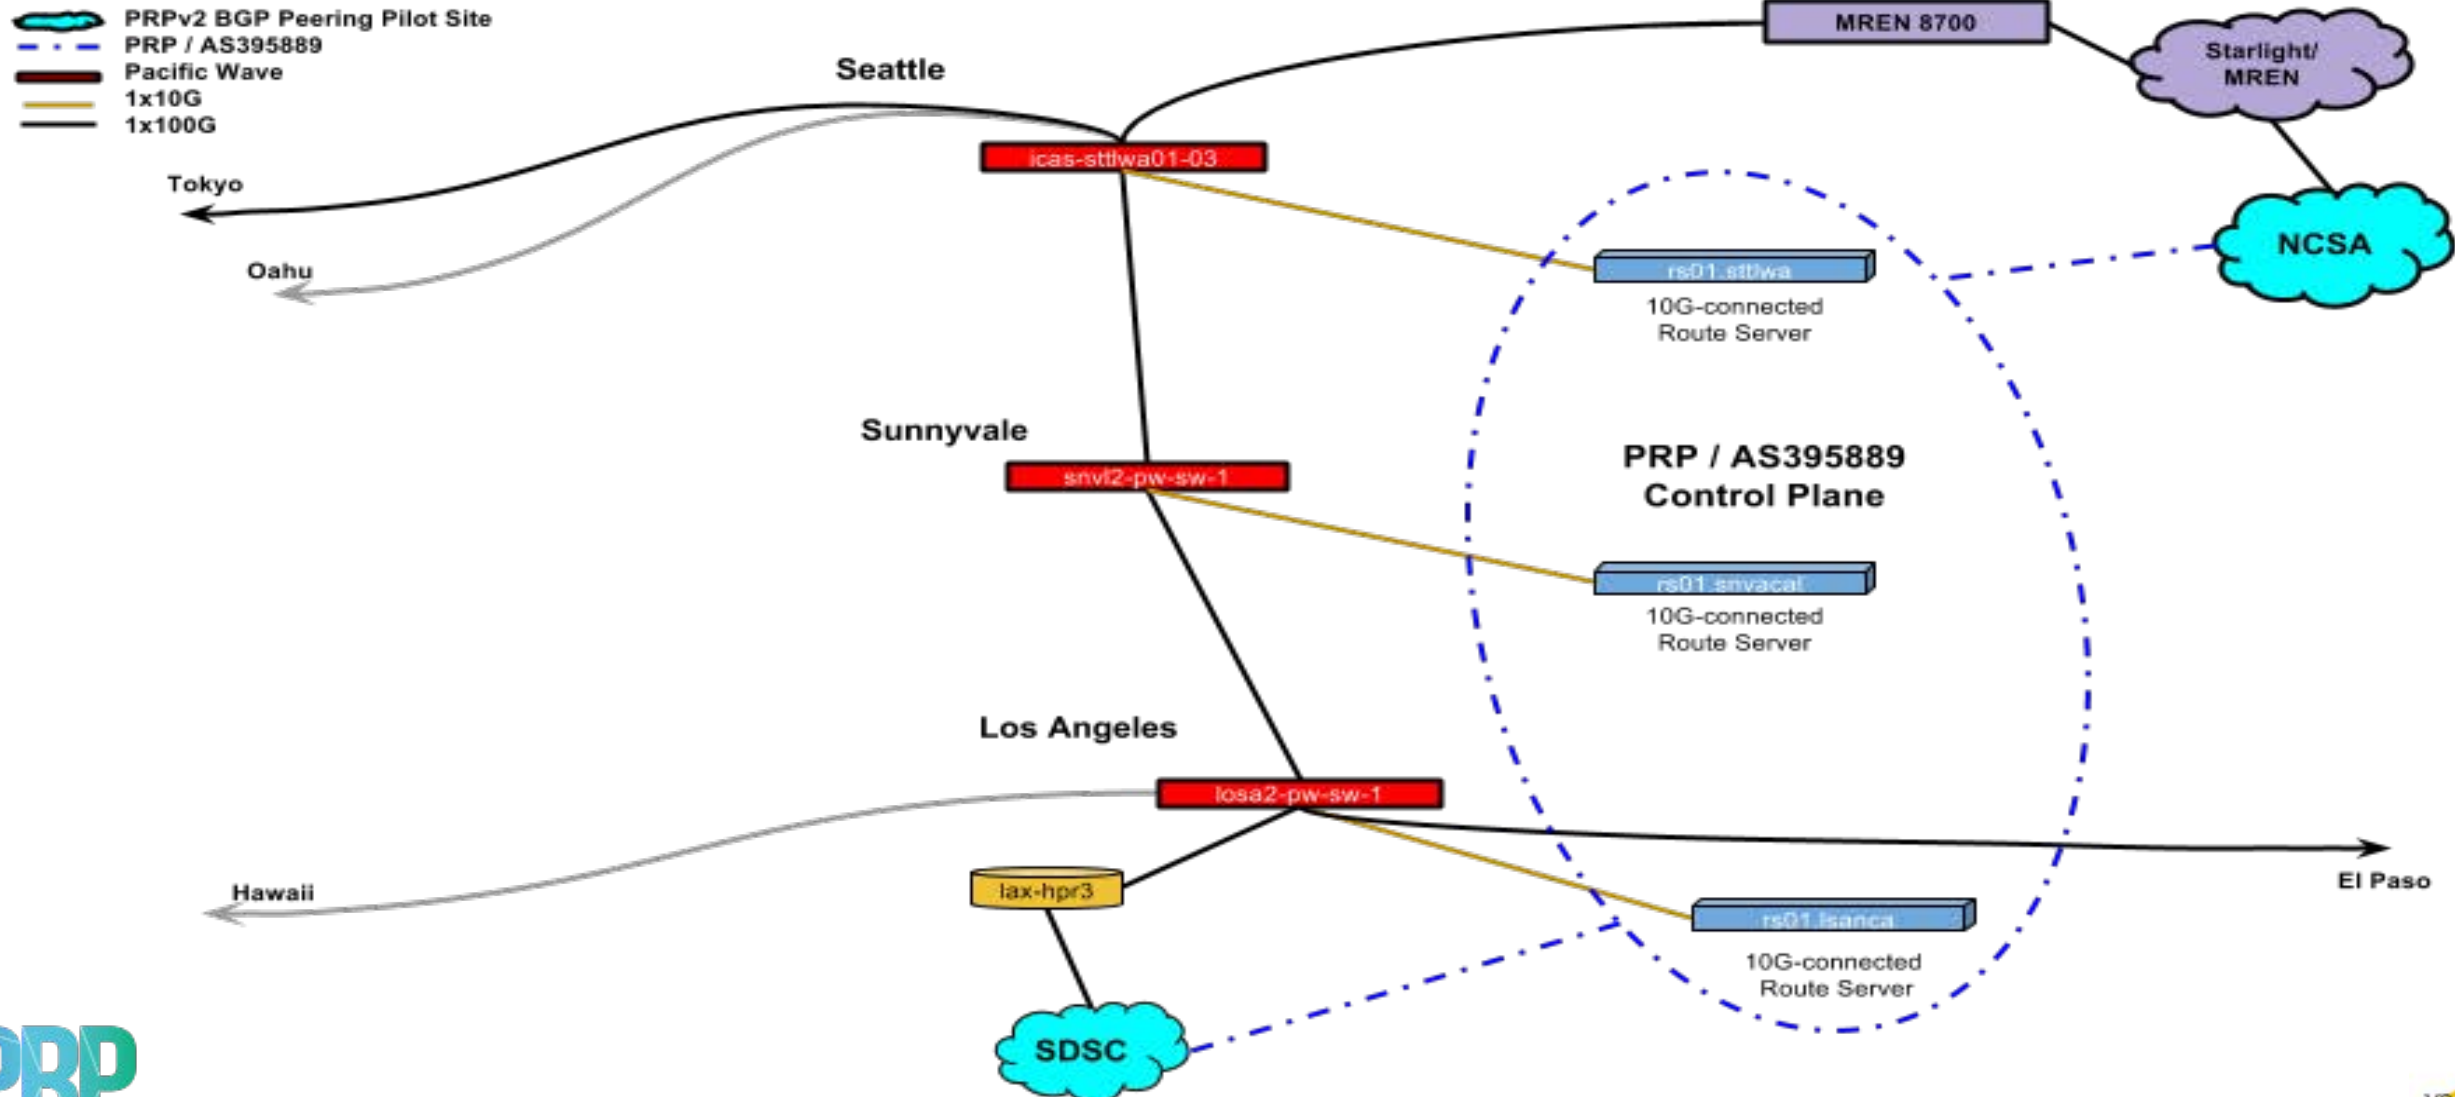 PRPv2 BGP Peering Pilot Site
PRP / AS395889
Pacific Wave
1x10G
1x100G
Seattle
MREN 8700
Starlight/
MREN
icas-sttlwa01-03
Tokyo
Oahu
NCSA
rs01.sttlwa
10G-connected
Route Server
Sunnyvale
snvl2-pw-sw-1
PRP / AS395889
Control Plane
rs01.snvacal
10G-connected
Route Server
Los Angeles
losa2-pw-sw-1
El Paso
Hawaii
lax-hpr3
rs01.lsanca
10G-connected
Route Server
SDSC
PRP